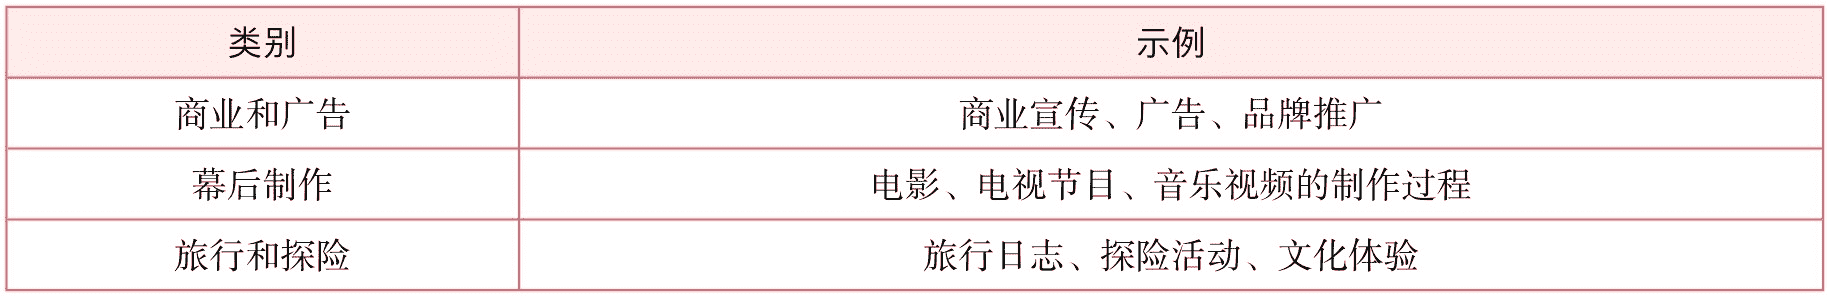 类别 示例
商业和广告 商业宣传、广告、品牌推广
幕后制作 电影、电视节目、音乐视频的制作过程
旅行和探险 旅行日志、探险活动、文化体验